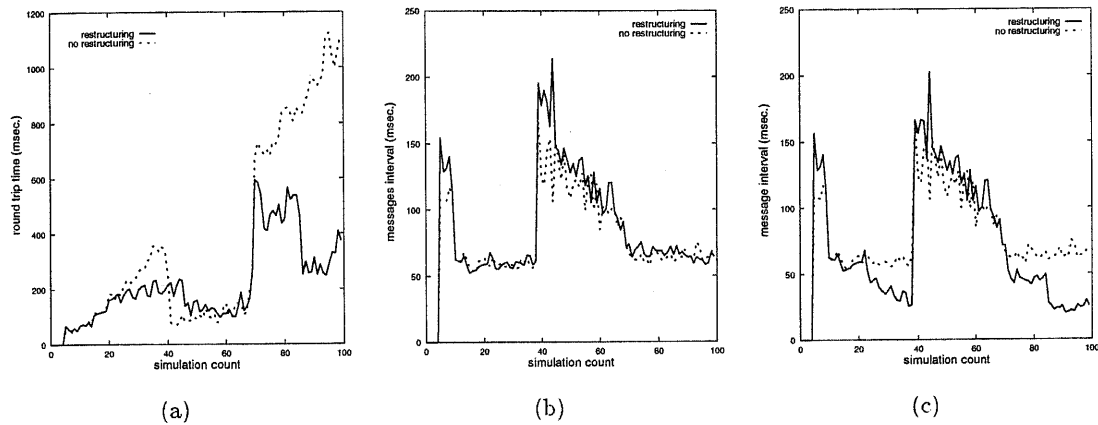 1200
1000
800
600
400
200
0
round trip time (msec.)
restructuring
no restructuring
0
20
40
60
80
100
simulation count
(a)
250
200
150
100
50
0
messages interval (msec.)
restructuring
no restructuring
0
20
40
60
80
100
simulation count
(b)
250
200
150
100
50
0
message interval (msec.)
restructuring
no restructuring
0
20
40
60
80
100
simulation count
(c)